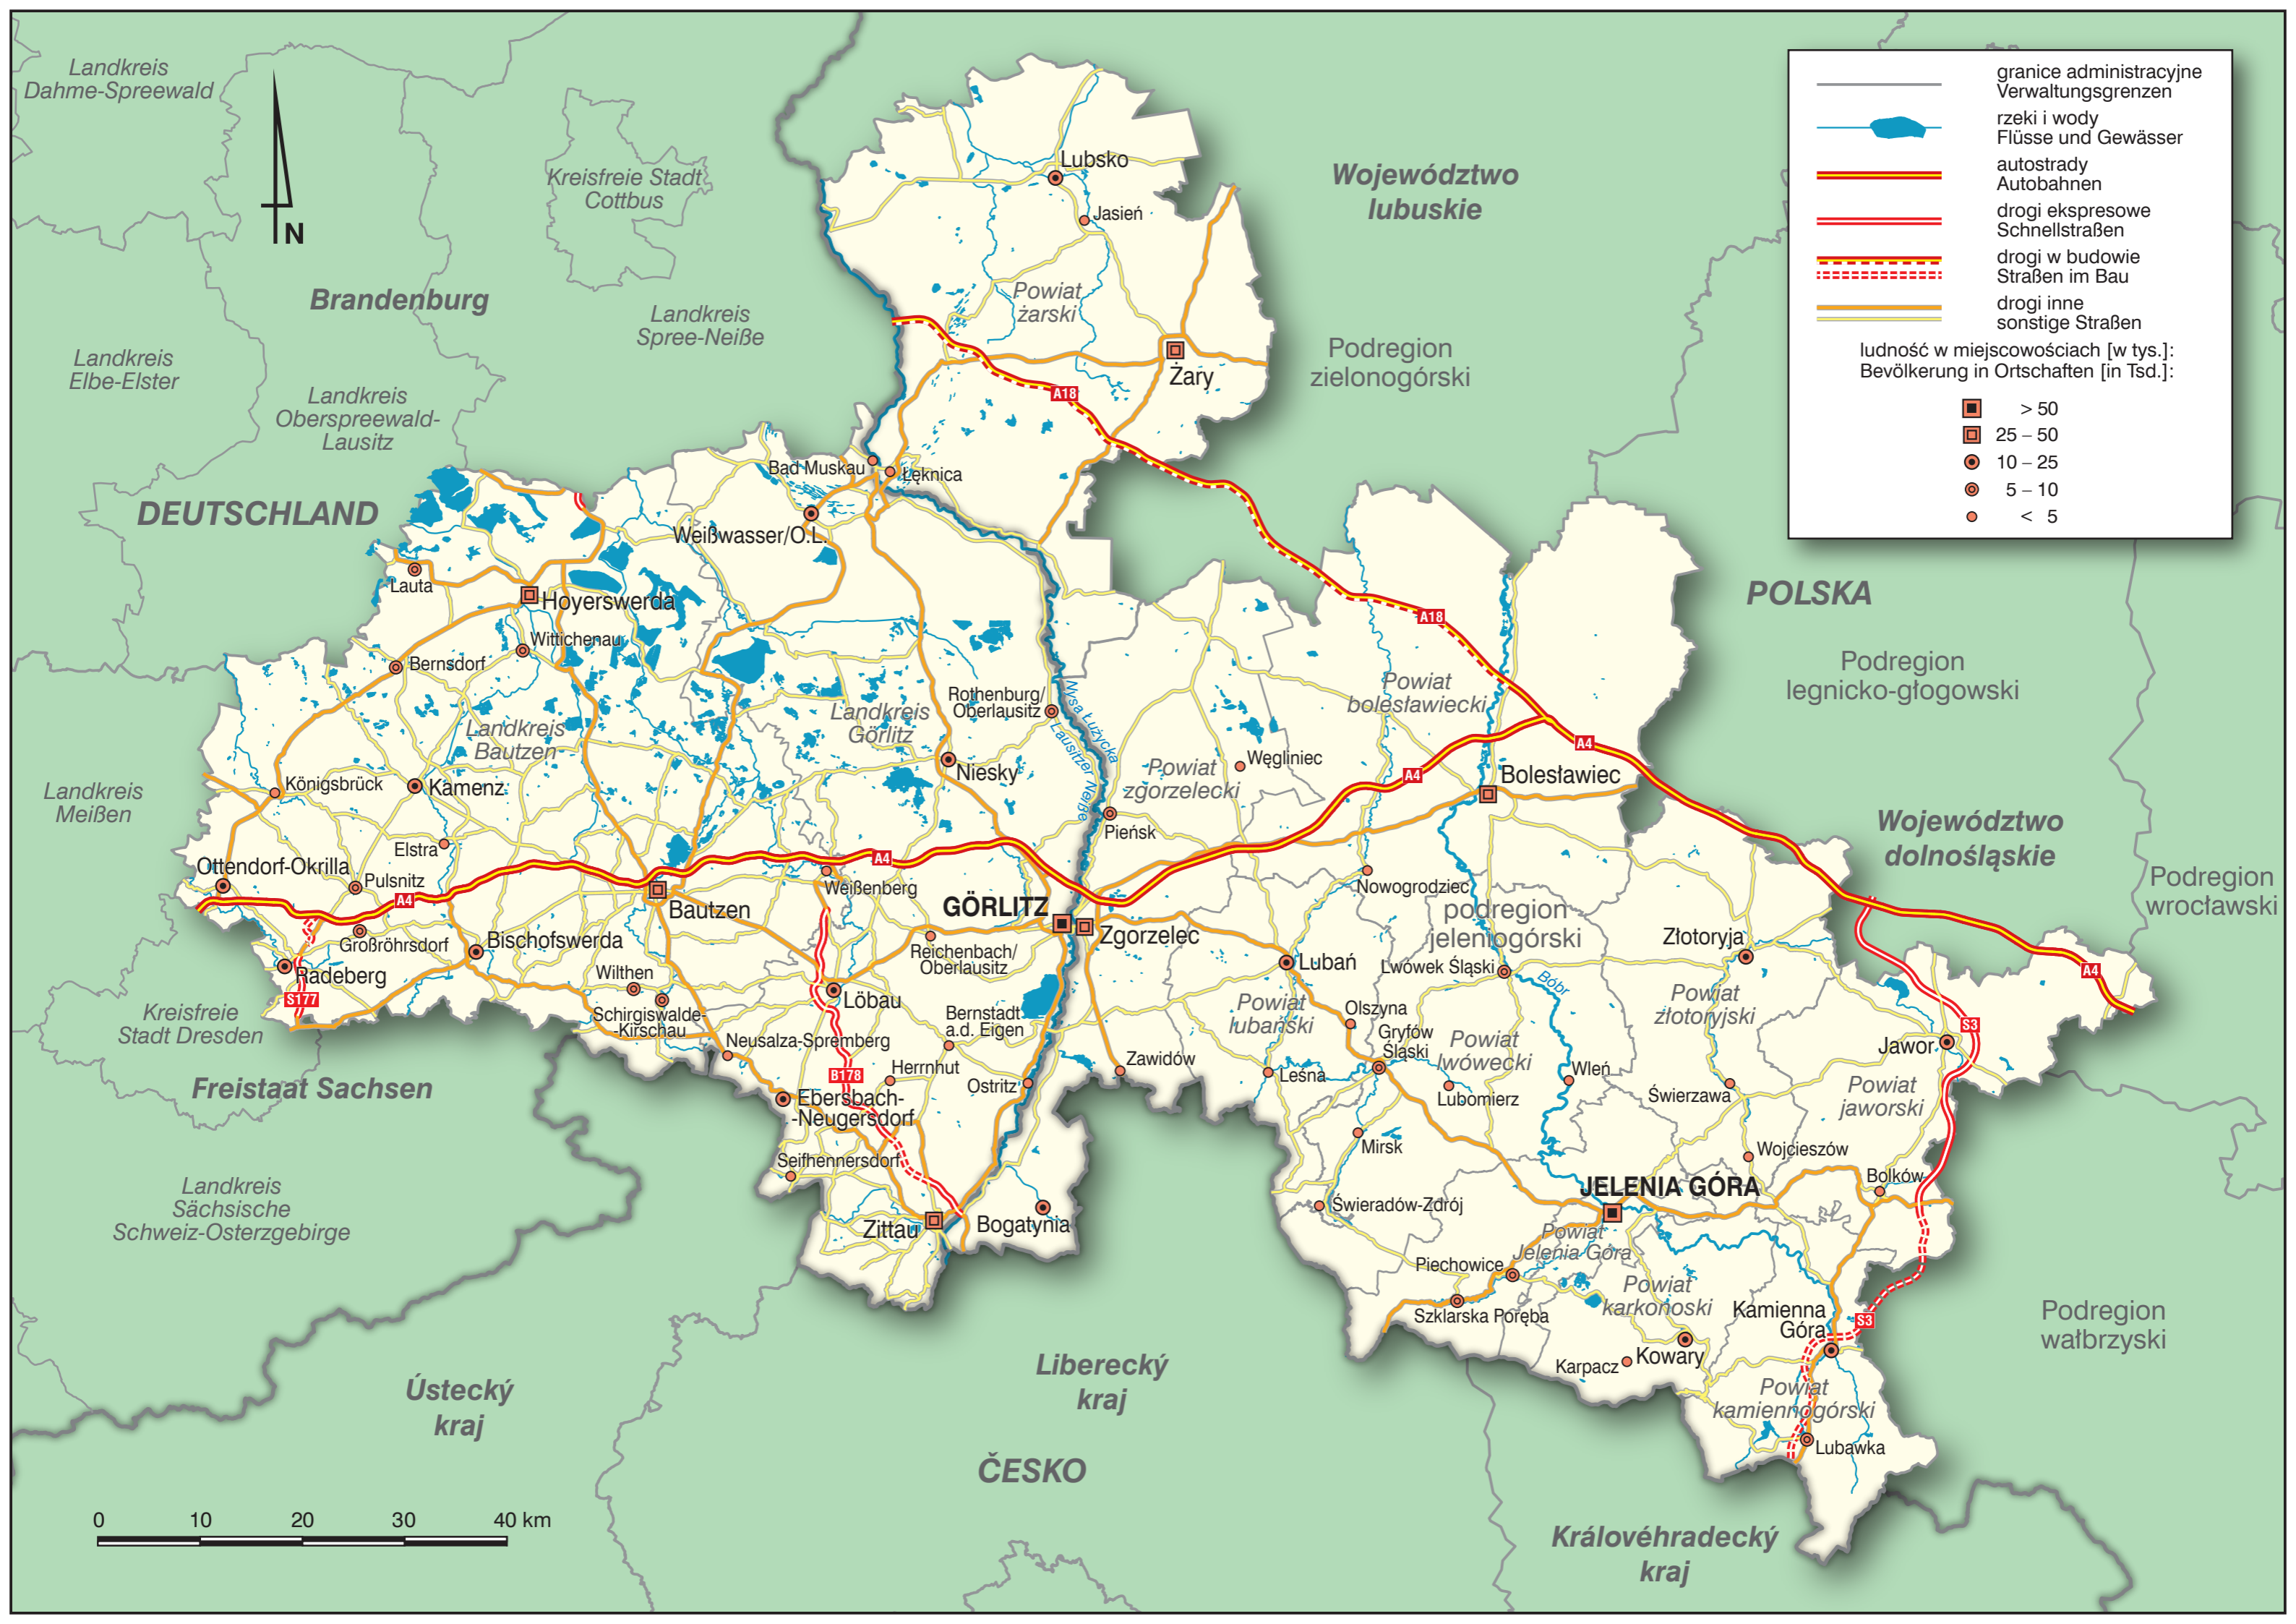 Landkreis
Dahme-Spreewald
N
Kreisfreie Stadt
Cottbus
Brandenburg
Landkreis
Spree-Neiße
Landkreis
Elbe-Elster
Landkreis
Oberspreewald-
Lausitz
DEUTSCHLAND
Województwo
lubuskie
Podregion
zielonogórski
granice administracyjne
Verwaltungsgrenzen
rzeki i wody
Flüsse und Gewässer
autostrady
Autobahnen
drogi ekspresowe
Schnellstraßen
drogi w budowie
Straßen im Bau
drogi inne
sonstige Straßen
ludność w miejscowościach [w tys.]:
Bevölkerung in Ortschaften [in Tsd.]:
> 50
25 – 50
10 – 25
5 – 10
< 5
Lubsko
Jasień
Powiat
żarski
Żary
A18
Bad Muskau
Łęknica
Weißwasser/O.L.
Lauta
Hoyerswerda
Wittichenau
Bernsdorf
A18
POLSKA
Podregion
legnicko-głogowski
Landkreis
Bautzen
Landkreis
Görlitz
Rothenburg/
Oberlausitz
Nysa Łużycka
Lausitzer Neiße
Powiat
bolesławiecki
Węgliniec
Powiat
zgorzelecki
A4
A4
Bolesławiec
Landkreis
Meißen
Königsbrück
Kamenz
Niesky
Pieńsk
Elstra
Ottendorf-Okrilla
Pulsnitz
A4
A4
Weißenberg
Bautzen
GÖRLITZ
Zgorzelec
Nowogrodziec
podregion
jeleniogórski
Województwo
dolnośląskie
Podregion
wrocławski
Großröhrsdorf
Bischofswerda
Radeberg
S177
Wilthen
Schirgiswalde-
-Kirschau
Reichenbach/
Oberlausitz
Löbau
Bernstadt
a.d. Eigen
Lubań
Lwówek Śląski
Bóbr
Złotoryja
A4
Kreisfreie
Stadt Dresden
Powiat
lubański
Olszyna
Gryfów
Śląski
Powiat
lwówecki
Powiat
złotoryjski
S3
Jawor
Neusalza-Spremberg
B178
Herrnhut
Ostritz
Zawidów
Leśna
Lubomierz
Wleń
Świerzawa
Powiat
jaworski
Freistaat Sachsen
Ebersbach-
-Neugersdorf
Seifhennersdorf
Mirsk
Wojcieszów
Bolków
Landkreis
Sächsische
Schweiz-Osterzgebirge
Zittau
Bogatynia
Świeradów-Zdrój
JELENIA GÓRA
Powiat
Jelenia Góra
Piechowice
Szklarska Poręba
Powiat
karkonoski
Kamienna
Góra
S3
Podregion
wałbrzyski
Karpacz
Kowary
Powiat
kamiennogórski
Lubawka
Ústecký
kraj
Liberecký
kraj
ČESKO
Královéhradecký
kraj
0 10 20 30 40 km